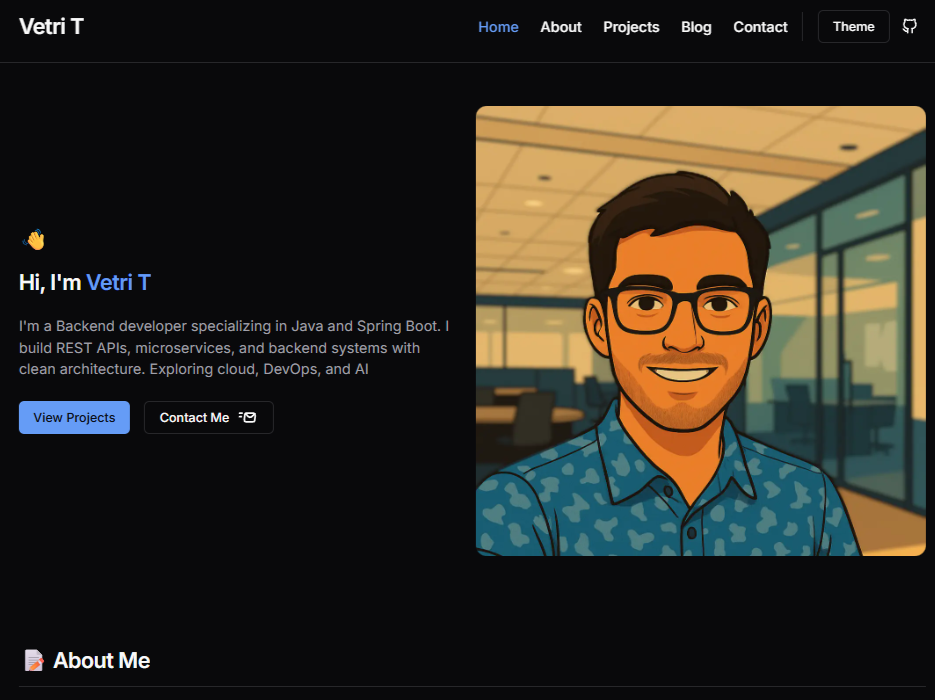 Vetri T
Home About Projects Blog Contact Theme
Hi, I'm Vetri T
I'm a Backend developer specializing in Java and Spring Boot. I
build REST APIs, microservices, and backend systems with
clean architecture. Exploring cloud, DevOps, and AI
View Projects Contact Me
About Me